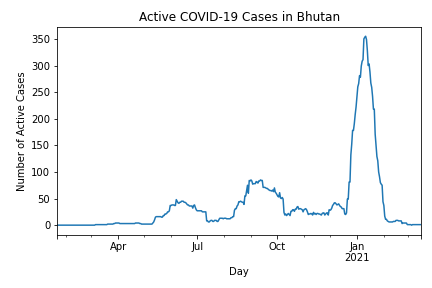 Active COVID-19 Cases in Bhutan
350
300
250
200
150
100
50
0
Number of Active Cases
Apr
Jul
Oct
Jan
2021
Day